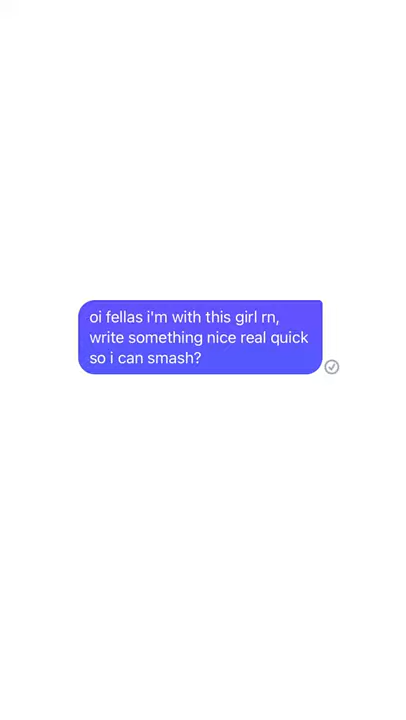 oi fellas i'm with this girl rn,
write something nice real quick
so i can smash?